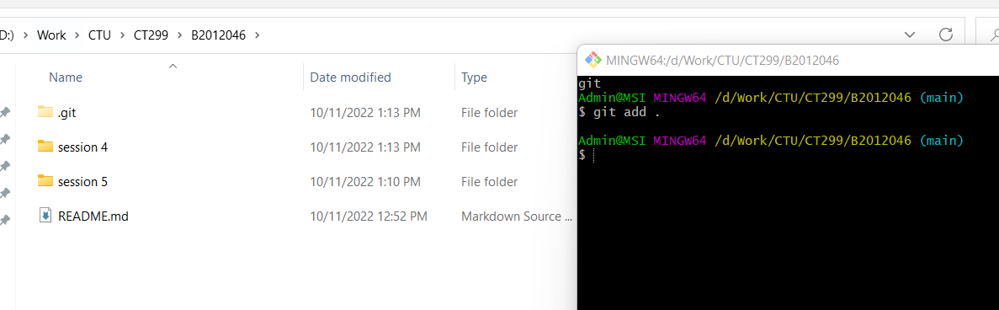 D:) > Work > CTU > CT299 > B2012046 >
Name Date modified Type
.git 10/11/2022 1:13 PM File folder
session 4 10/11/2022 1:13 PM File folder
session 5 10/11/2022 1:10 PM File folder
README.md 10/11/2022 12:52 PM Markdown Source ...
MINGW64:/d/Work/CTU/CT299/B2012046
git
Admin@MSI MINGW64 /d/Work/CTU/CT299/B2012046 (main)
$ git add .
Admin@MSI MINGW64 /d/Work/CTU/CT299/B2012046 (main)
$